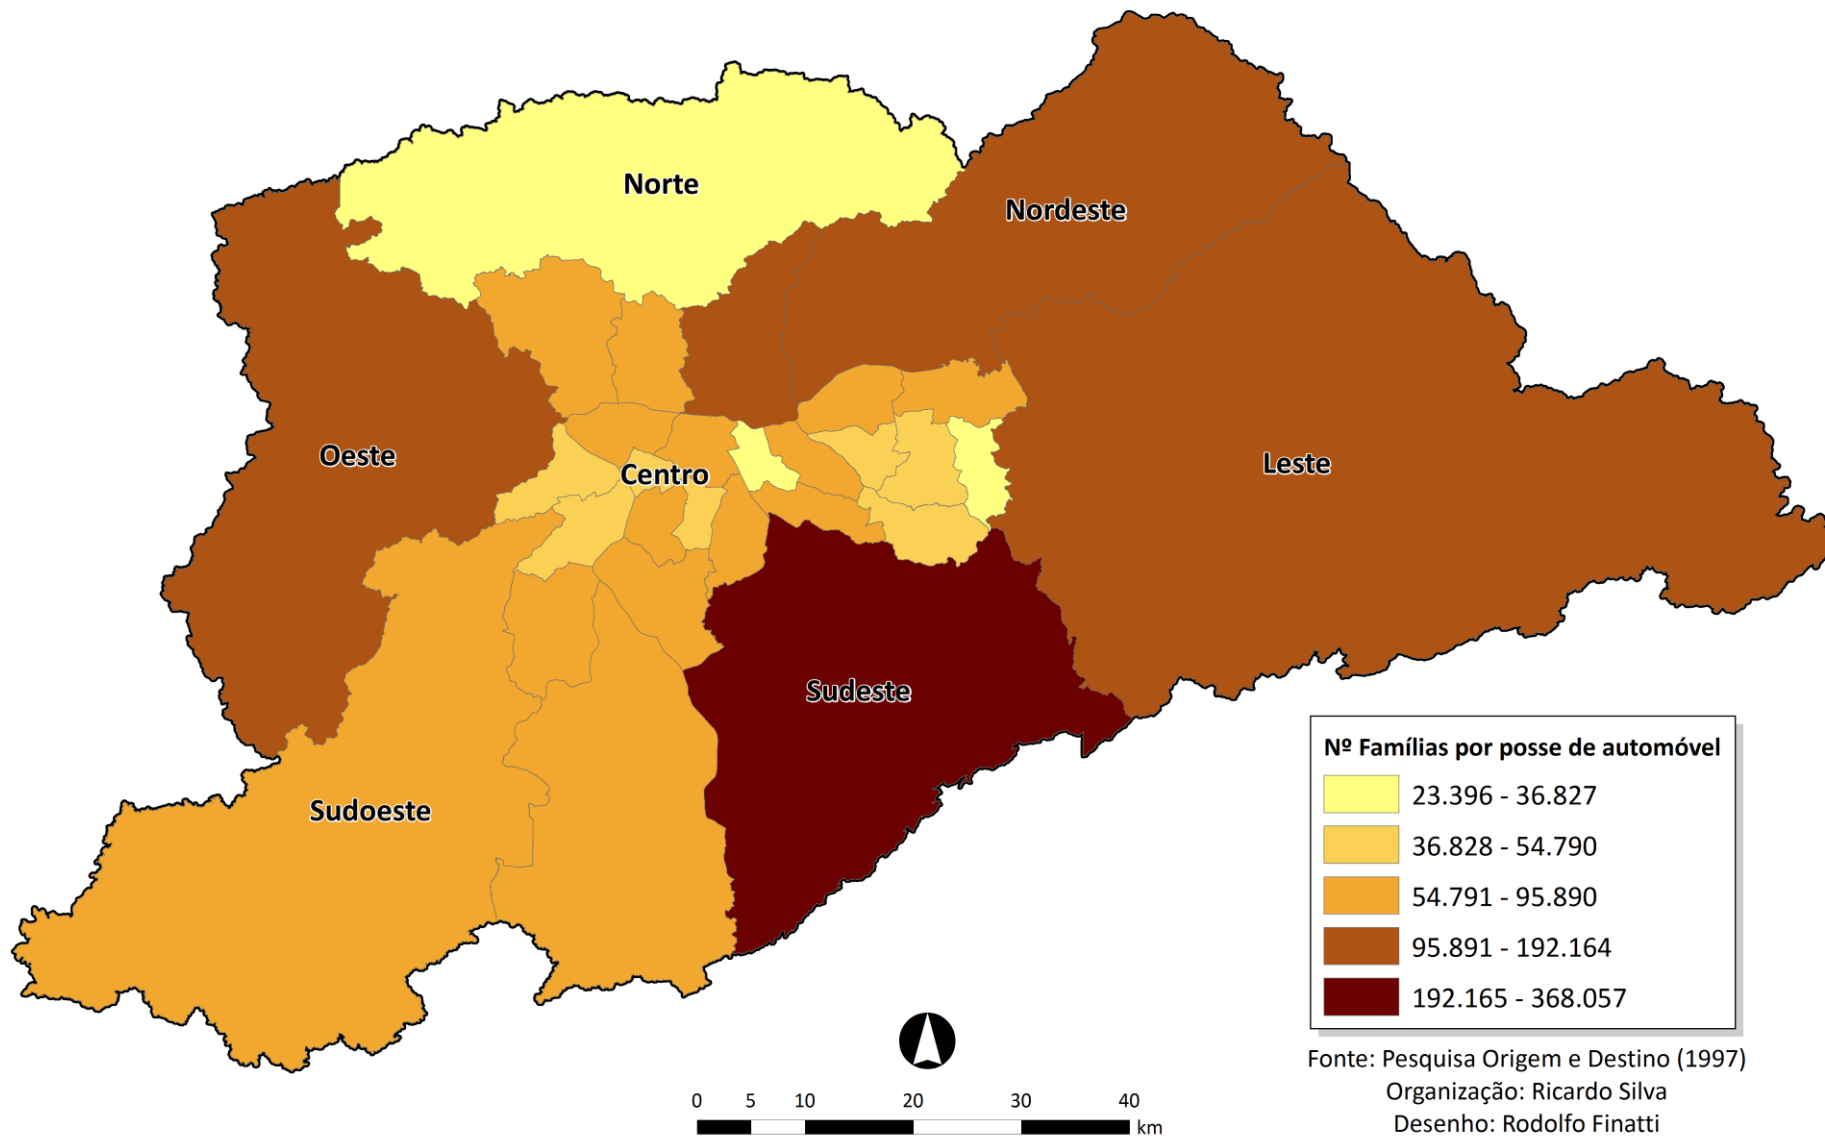 Norte
Nordeste
Oeste
Centro
Leste
Sudeste
Sudoeste
Nº Famílias por posse de automóvel
23.396 - 36.827
36.828 - 54.790
54.791 - 95.890
95.891 - 192.164
192.165 - 368.057
Fonte: Pesquisa Origem e Destino (1997)
Organização: Ricardo Silva
Desenho: Rodolfo Finatti
0 5 10 20 30 40
km